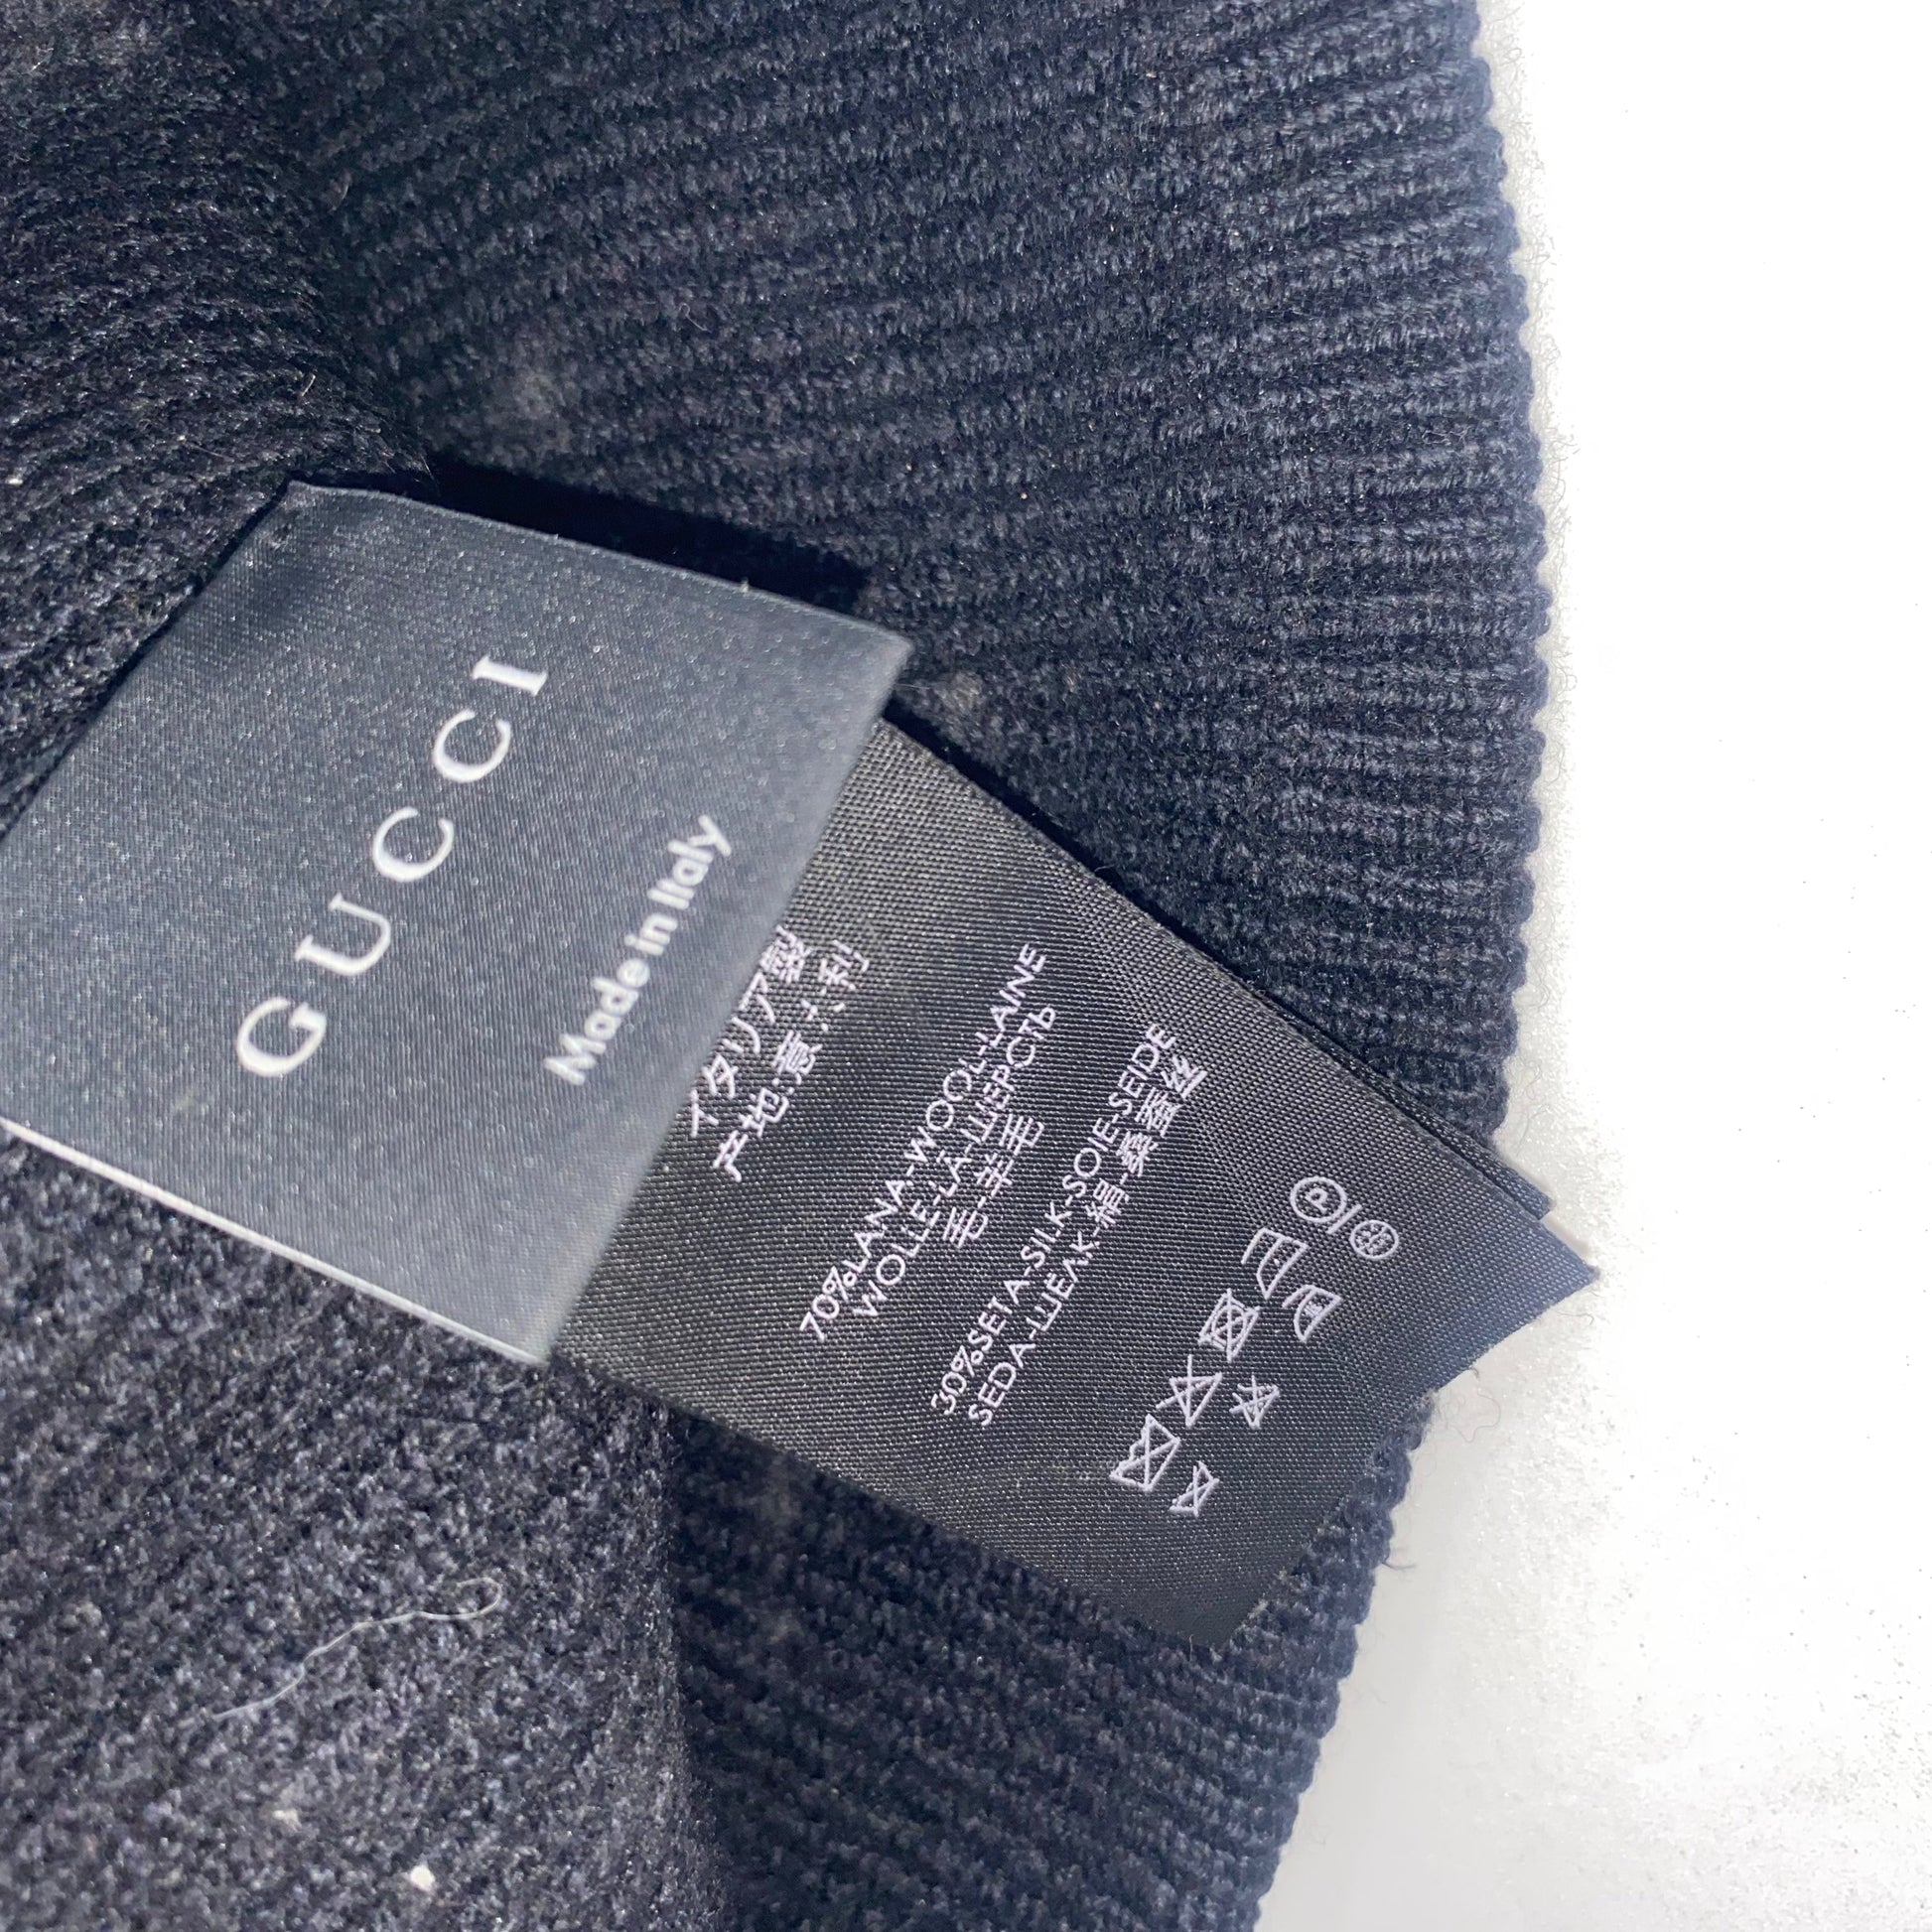 GUCCI
Made in Italy
イタリア製
产地:意大利
70%LANA-WOOL-LAINE
WOLLE-LÃ-ШЕРСТЬ
毛-羊毛
30%SETA-SILK-SOIE-SEIDE
SEDA-ШЕЛК-絹-桑蚕丝
P